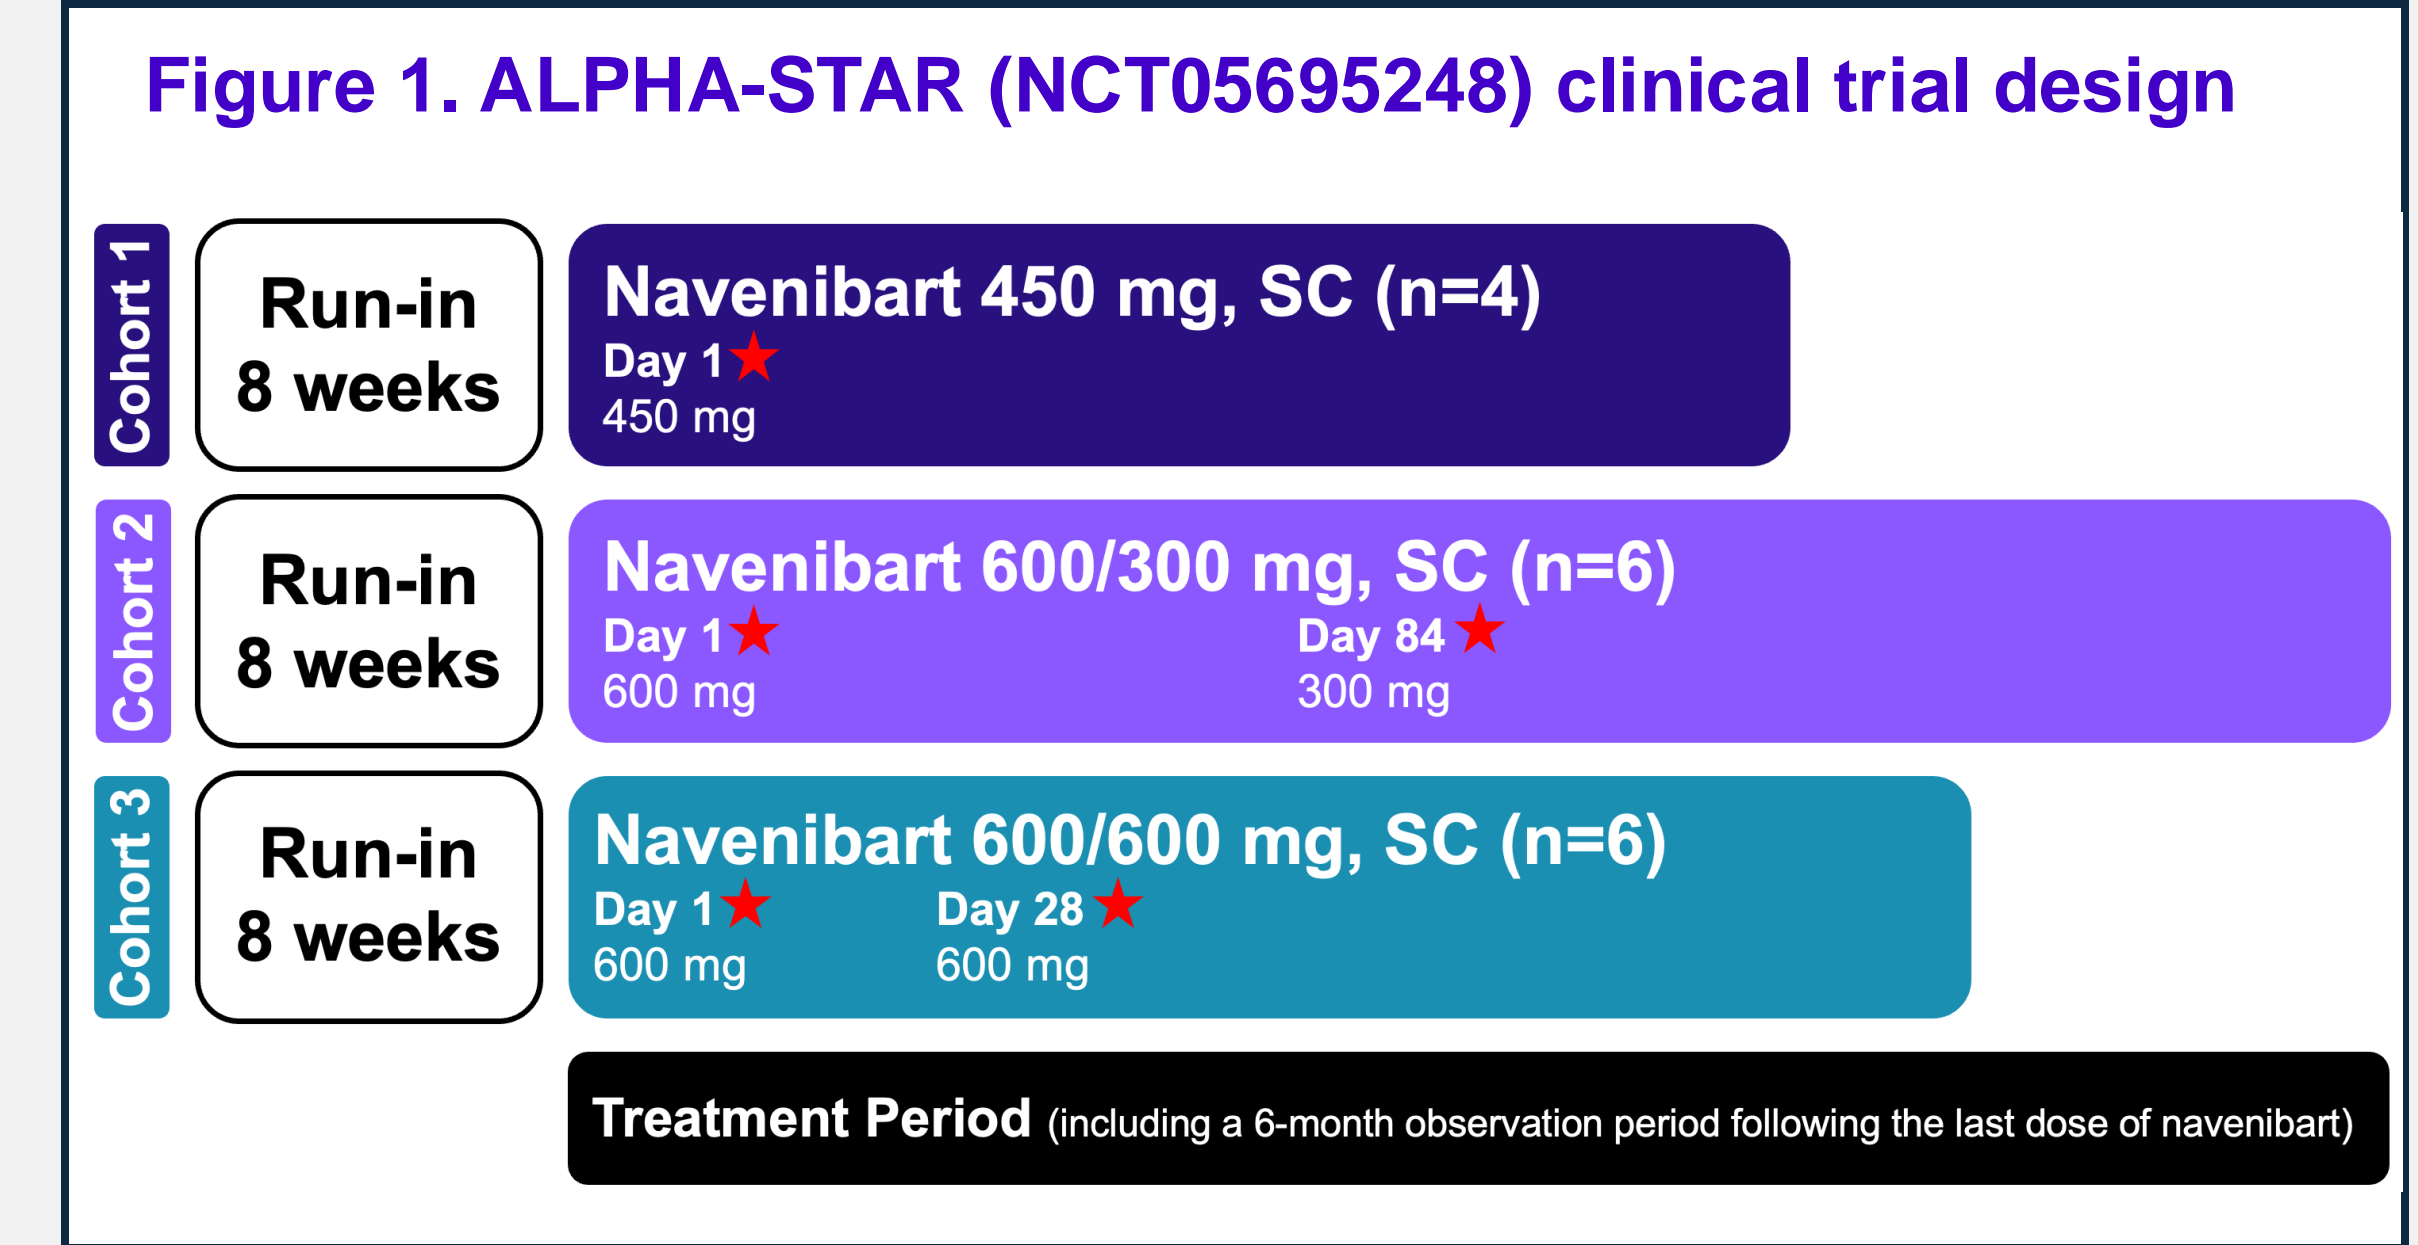 Figure 1. ALPHA-STAR (NCT05695248) clinical trial design
Cohort 1
Run-in
8 weeks
Navenibart 450 mg, SC (n=4)
Day 1
450 mg
Cohort 2
Run-in
8 weeks
Navenibart 600/300 mg, SC (n=6)
Day 1 Day 84
600 mg 300 mg
Cohort 3
Run-in
8 weeks
Navenibart 600/600 mg, SC (n=6)
Day 1 Day 28
600 mg 600 mg
Treatment Period (including a 6-month observation period following the last dose of navenibart)